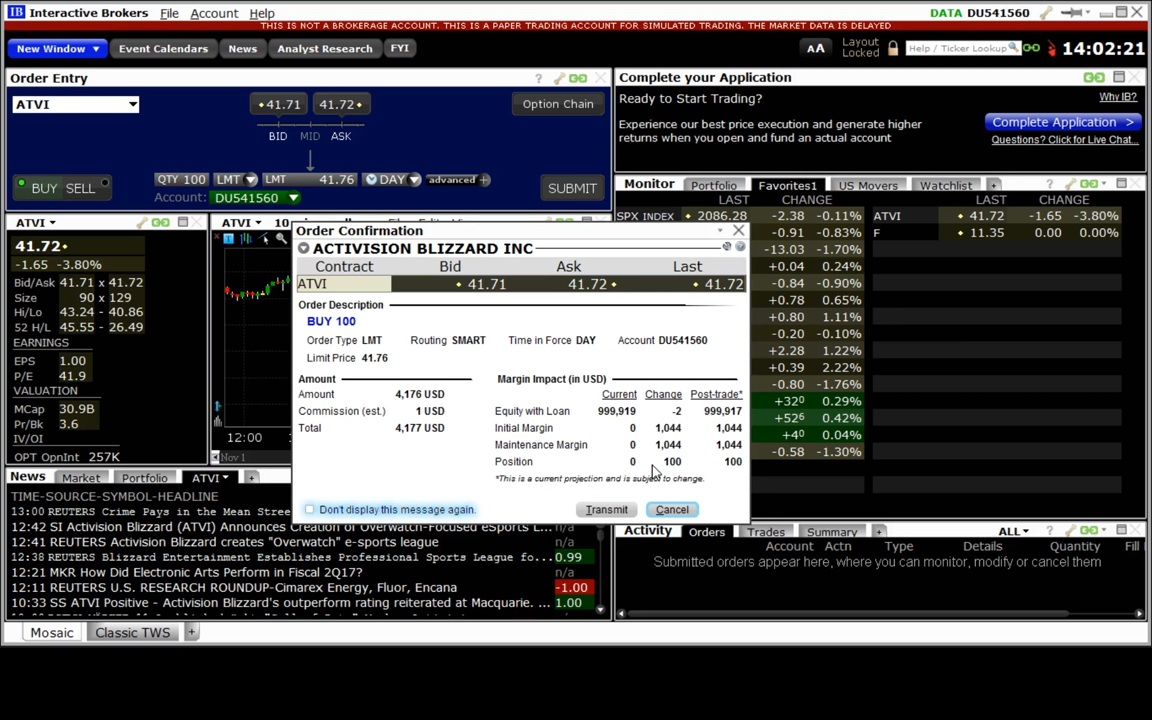 IB Interactive Brokers File Account Help DATA DU541560
THIS IS NOT A BROKERAGE ACCOUNT. THIS IS A PAPER TRADING ACCOUNT FOR SIMULATED TRADING. THE MARKET DATA IS DELAYED
New Window Event Calendars News Analyst Research FYI AA Layout Locked Help / Ticker Lookup 14:02:21
Order Entry ?
ATVI 41.71 41.72 Option Chain
BID MID ASK
BUY SELL QTY 100 LMT LMT 41.76 DAY advanced + SUBMIT
Account: DU541560
Complete your Application
Ready to Start Trading? Why IB?
Experience our best price execution and generate higher
returns when you open and fund an actual account
Complete Application >
Questions? Click for Live Chat...
Monitor Portfolio Favorites1 US Movers Watchlist + ?
LAST CHANGE LAST CHANGE
SPX INDEX 2086.28 -2.38 -0.11% ATVI 41.72 -1.65 -3.80%
-0.91 -0.83% F 11.35 0.00 0.00%
-13.03 -1.70%
+0.04 0.24%
-0.84 -0.90%
+0.78 0.65%
+0.80 1.11%
-0.20 -0.10%
+2.28 1.22%
+0.39 2.22%
-0.80 -1.76%
+32⁰ 0.29%
+52⁶ 0.42%
+4⁰ 0.04%
-0.58 -1.30%
ATVI
41.72
-1.65 -3.80%
Bid/Ask 41.71 x 41.72
Size 90 x 129
Hi/Lo 43.24 - 40.86
52 H/L 45.55 - 26.49
EARNINGS
EPS 1.00
P/E 41.9
VALUATION
MCap 30.9B
Pr/Bk 3.6
IV/OI
OPT OpnInt 257K
ATVI
12:00
Nov 1
Order Confirmation
ACTIVISION BLIZZARD INC
Contract Bid Ask Last
ATVI 41.71 41.72 41.72
Order Description
BUY 100
Order Type LMT Routing SMART Time in Force DAY Account DU541560
Limit Price 41.76
Amount
Amount 4,176 USD
Commission (est.) 1 USD
Total 4,177 USD
Margin Impact (in USD)
Current Change Post-trade*
Equity with Loan 999,919 -2 999,917
Initial Margin 0 1,044 1,044
Maintenance Margin 0 1,044 1,044
Position 0 100 100
*This is a current projection and is subject to change.
Don't display this message again. Transmit Cancel
News Market Portfolio ATVI +
TIME-SOURCE-SYMBOL-HEADLINE
13:00 REUTERS Crime Pays in the Mean Stree
12:42 SI Activision Blizzard (ATVI) Announces Creation of Overwatch-Focused eSports L... n/a
12:41 REUTERS Activision Blizzard creates "Overwatch" e-sports league n/a
12:38 REUTERS Blizzard Entertainment Establishes Professional Sports League fo... 0.99
12:21 MKR How Did Electronic Arts Perform in Fiscal 2Q17? n/a
12:11 REUTERS U.S. RESEARCH ROUNDUP-Cimarex Energy, Fluor, Encana -1.00
10:33 SS ATVI Positive - Activision Blizzard's outperform rating reiterated at Macquarie. ... 1.00
Activity Orders Trades Summary + ALL ?
Account Actn Type Details Quantity Fill
Submitted orders appear here, where you can monitor, modify or cancel them
Mosaic Classic TWS +